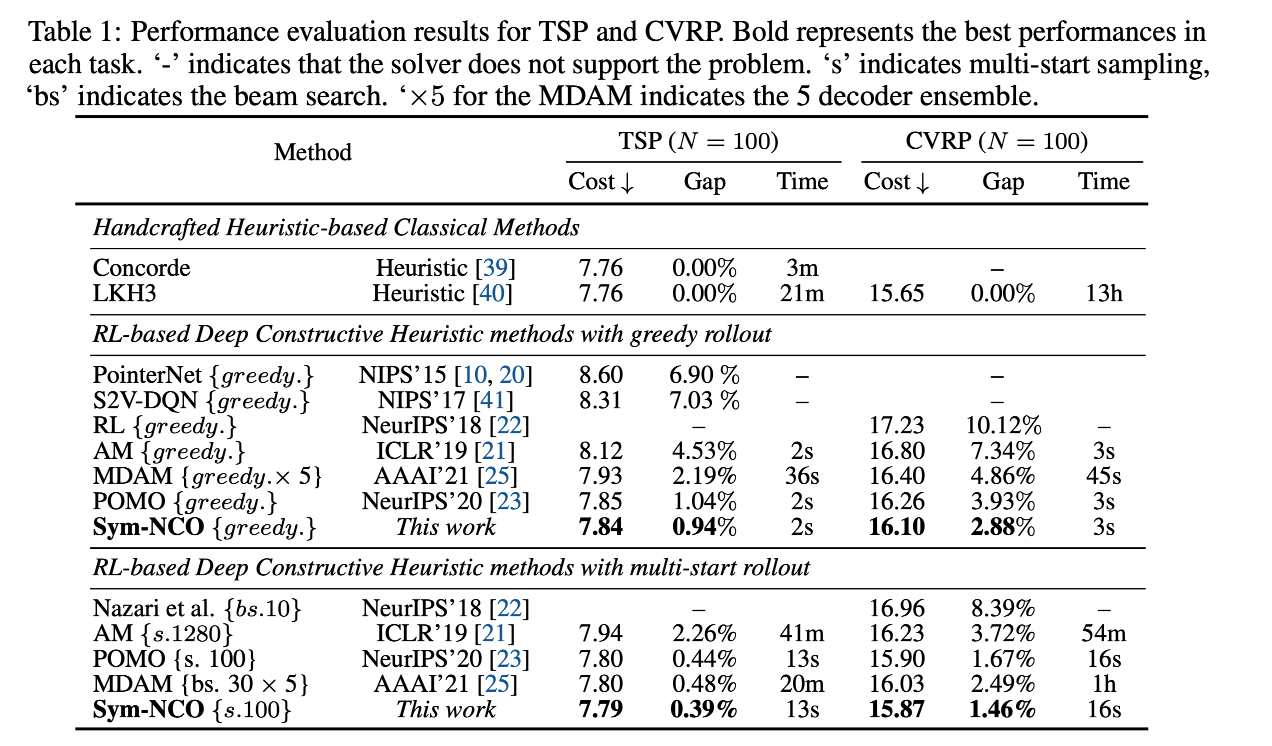 Table 1: Performance evaluation results for TSP and CVRP. Bold represents the best performances in
each task. ‘-’ indicates that the solver does not support the problem. ‘s’ indicates multi-start sampling,
‘bs’ indicates the beam search. ‘×5 for the MDAM indicates the 5 decoder ensemble.
Method TSP (N = 100) CVRP (N = 100)
Cost ↓ Gap Time Cost ↓ Gap Time
Handcrafted Heuristic-based Classical Methods
Concorde Heuristic [39] 7.76 0.00% 3m –
LKH3 Heuristic [40] 7.76 0.00% 21m 15.65 0.00% 13h
RL-based Deep Constructive Heuristic methods with greedy rollout
PointerNet {greedy.} NIPS’15 [10, 20] 8.60 6.90 % – –
S2V-DQN {greedy.} NIPS’17 [41] 8.31 7.03 % – –
RL {greedy.} NeurIPS’18 [22] – 17.23 10.12% –
AM {greedy.} ICLR’19 [21] 8.12 4.53% 2s 16.80 7.34% 3s
MDAM {greedy.× 5} AAAI’21 [25] 7.93 2.19% 36s 16.40 4.86% 45s
POMO {greedy.} NeurIPS’20 [23] 7.85 1.04% 2s 16.26 3.93% 3s
Sym-NCO {greedy.} This work 7.84 0.94% 2s 16.10 2.88% 3s
RL-based Deep Constructive Heuristic methods with multi-start rollout
Nazari et al. {bs.10} NeurIPS’18 [22] – 16.96 8.39% –
AM {s.1280} ICLR’19 [21] 7.94 2.26% 41m 16.23 3.72% 54m
POMO {s. 100} NeurIPS’20 [23] 7.80 0.44% 13s 15.90 1.67% 16s
MDAM {bs. 30 × 5} AAAI’21 [25] 7.80 0.48% 20m 16.03 2.49% 1h
Sym-NCO {s.100} This work 7.79 0.39% 13s 15.87 1.46% 16s